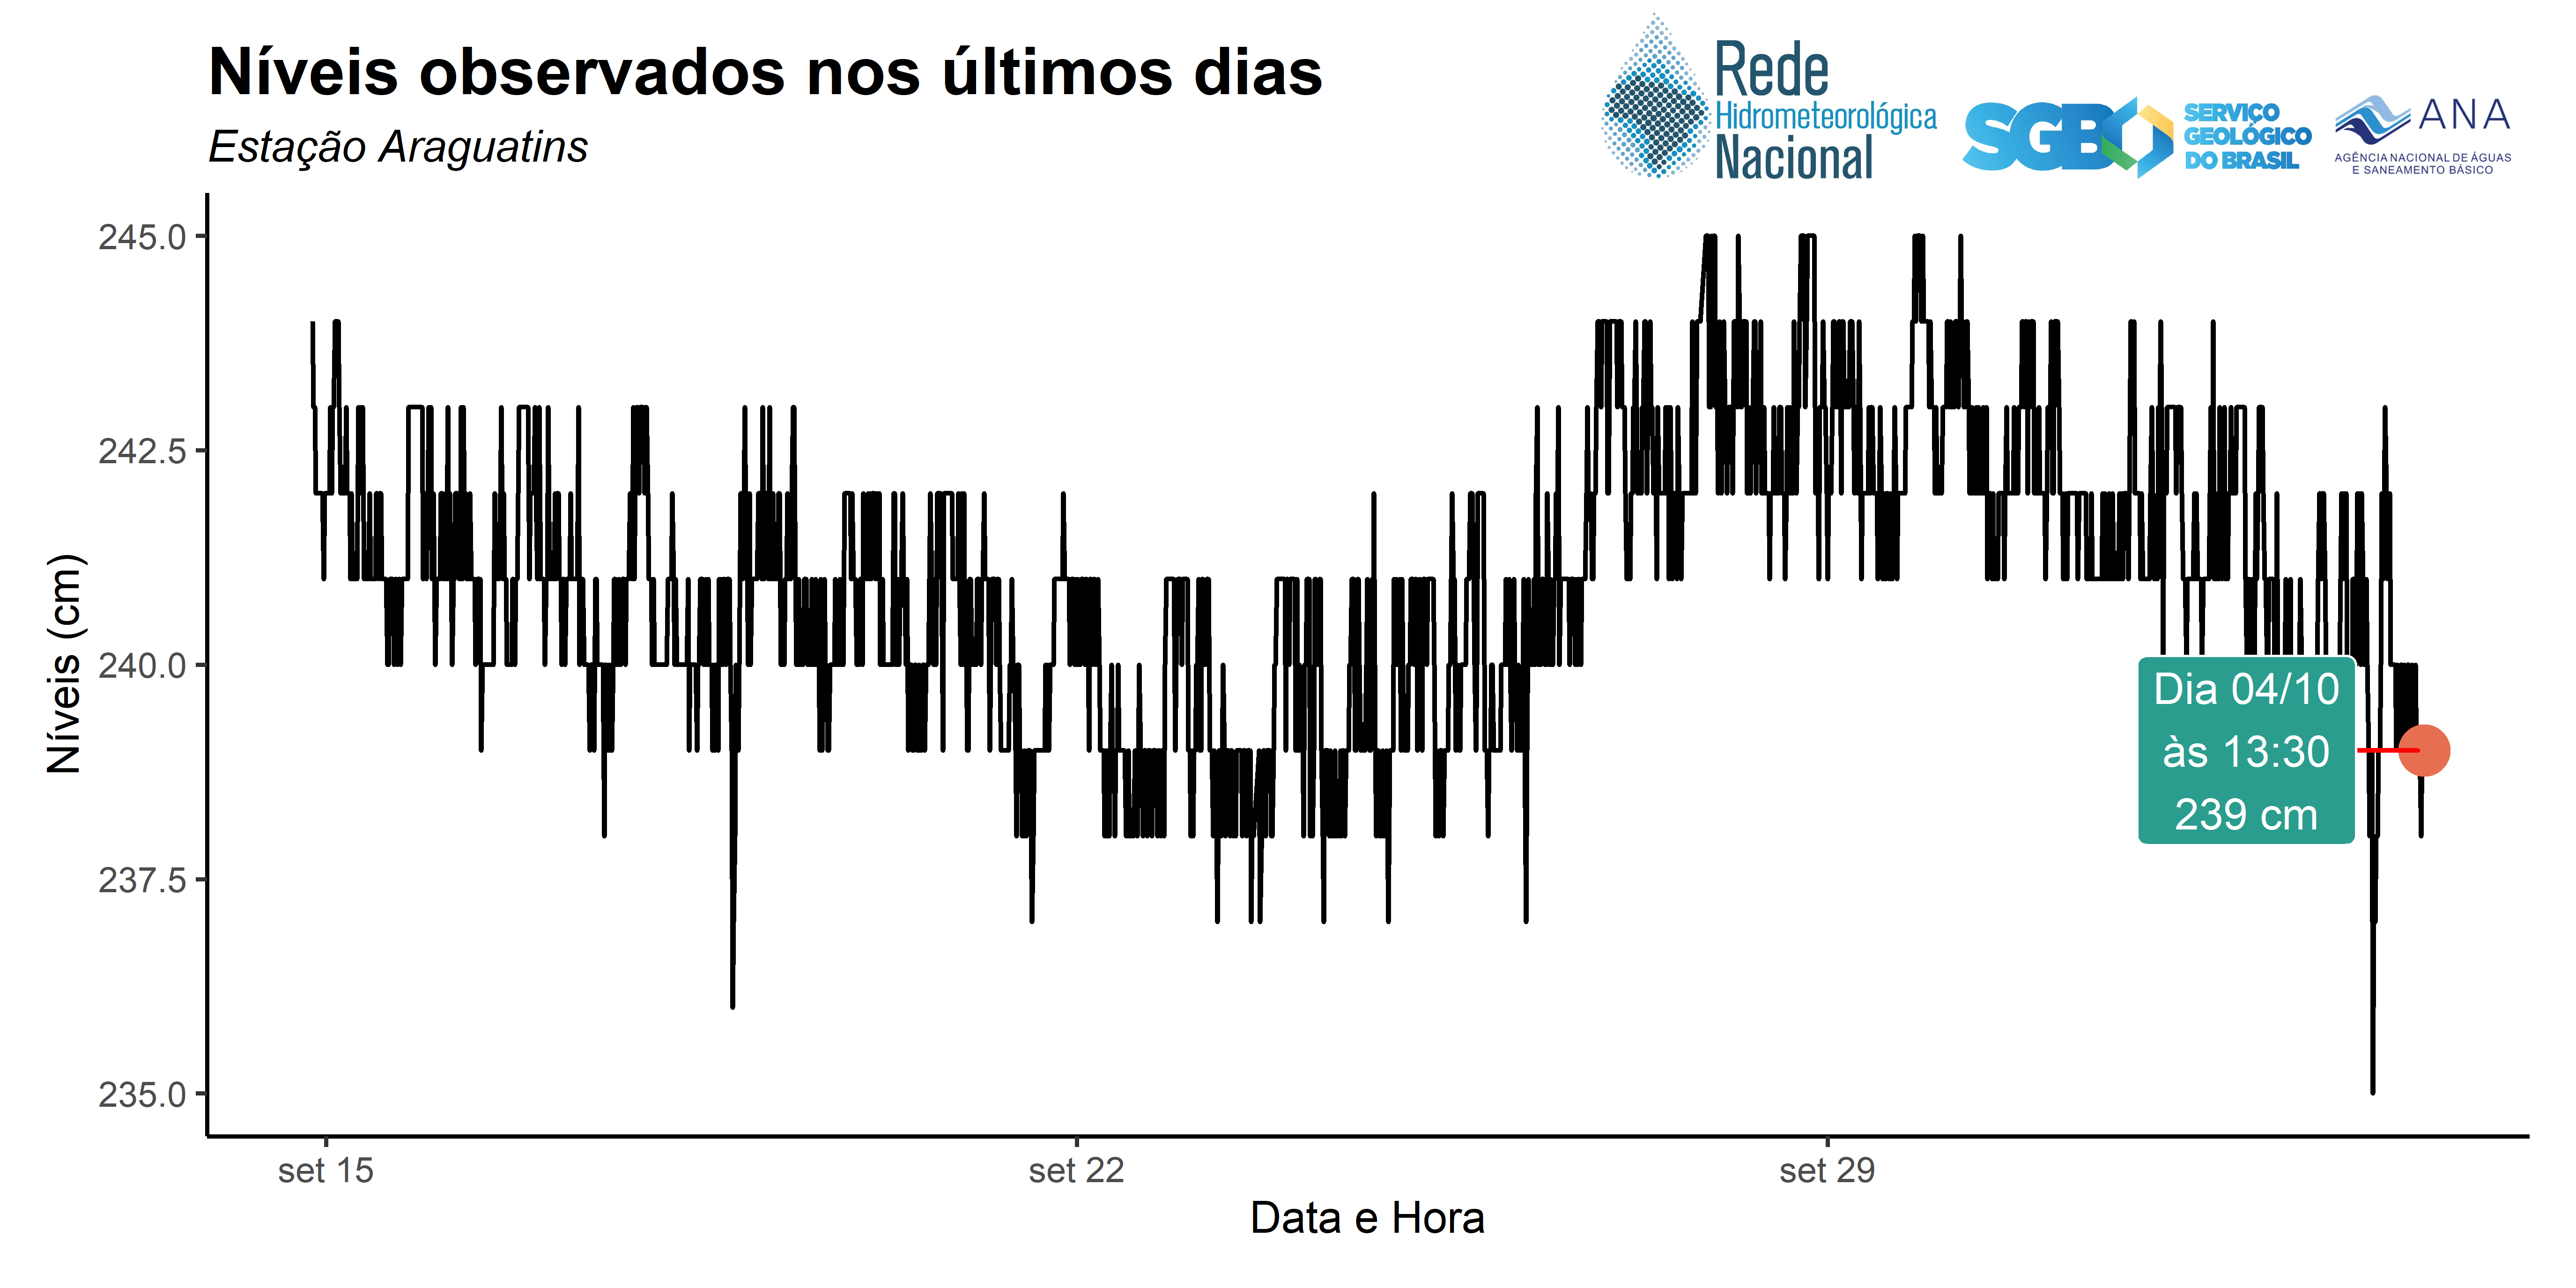 Níveis observados nos últimos dias
Estação Araguatins
Rede
Hidrometeorológica
Nacional
SGB
SERVIÇO
GEOLÓGICO
DO BRASIL
ANA
AGÊNCIA NACIONAL DE ÁGUAS
E SANEAMENTO BÁSICO
Níveis (cm)
245.0
242.5
240.0
237.5
235.0
Dia 04/10
às 13:30
239 cm
set 15
set 22
set 29
Data e Hora